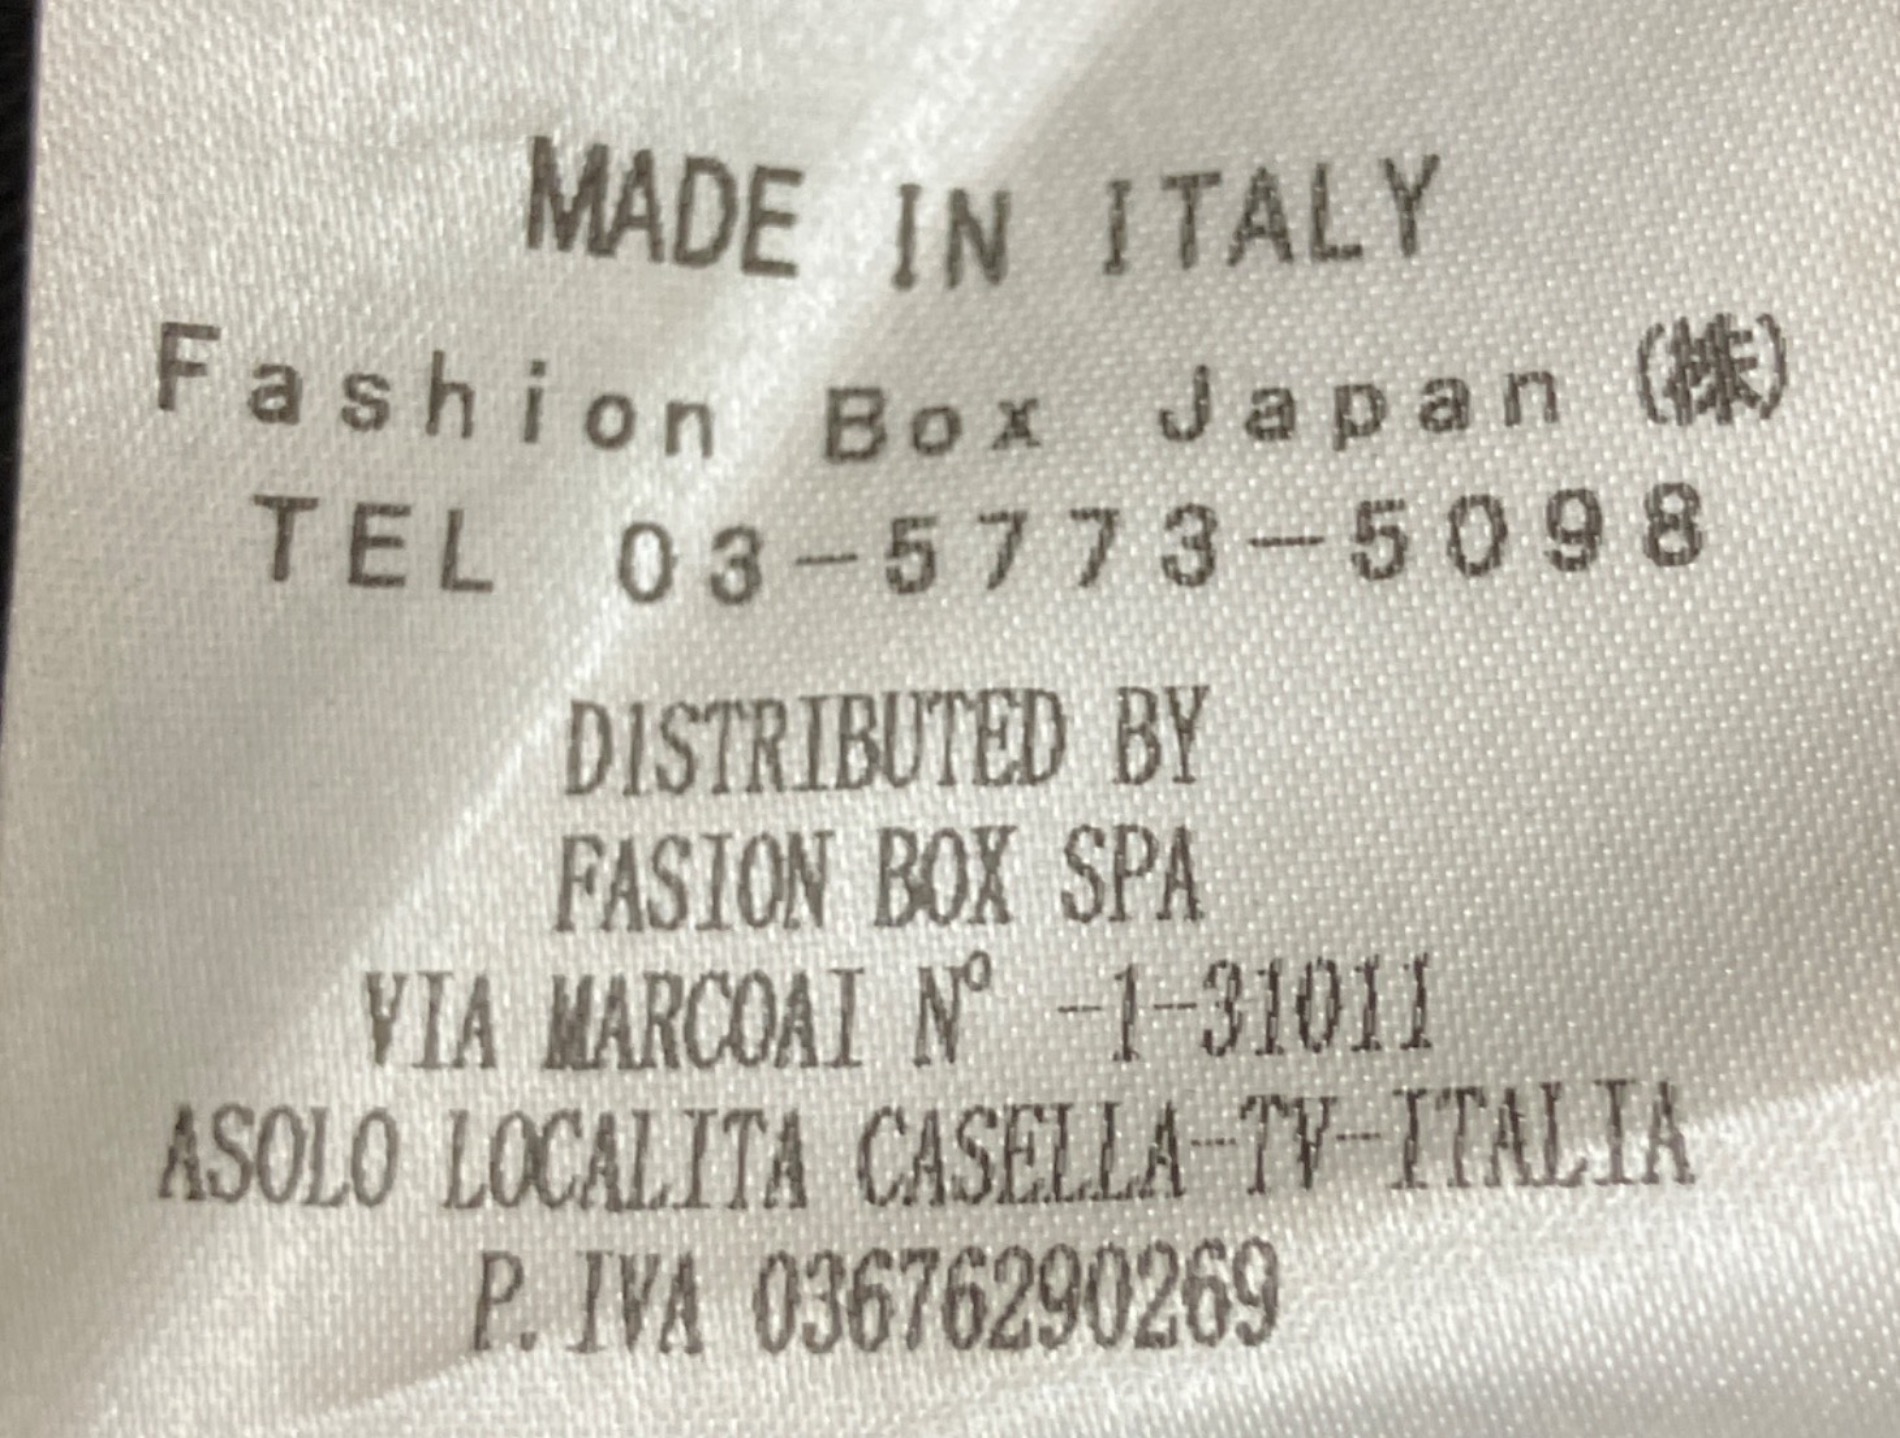 MADE IN ITALY
Fashion Box Japan (株)
TEL 03-5773-5098
DISTRIBUTED BY
FASION BOX SPA
VIA MARCOAI Nº -1-31011
ASOLO LOCALITA CASELLA-TV-ITALIA
P. IVA 03676290269